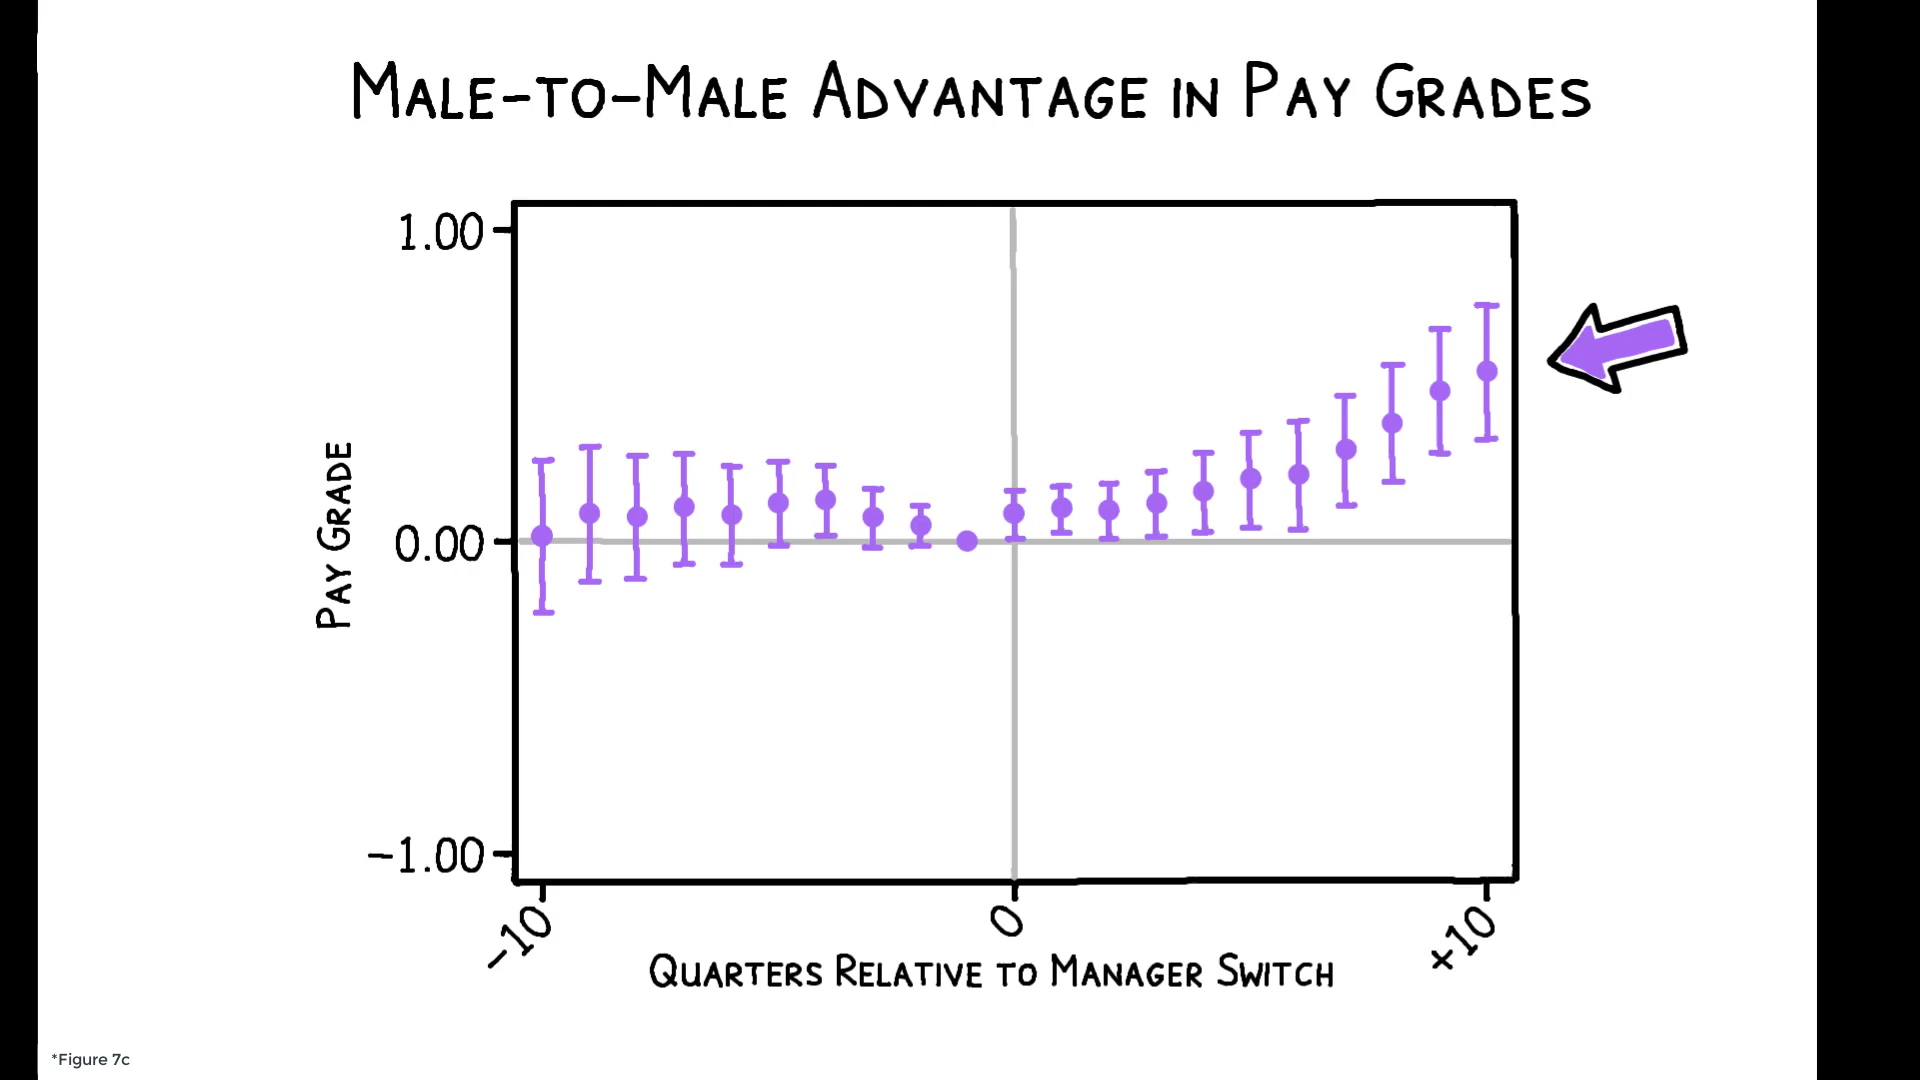 Male-to-Male Advantage in Pay Grades
1.00
0.00
-1.00
Pay Grade
-10
0
+10
Quarters Relative to Manager Switch
*Figure 7c